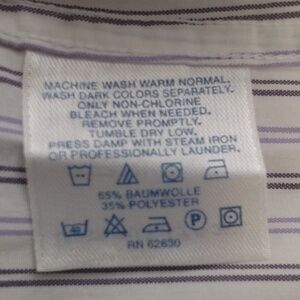 MACHINE WASH WARM NORMAL.
WASH DARK COLORS SEPARATELY.
ONLY NON-CHLORINE
BLEACH WHEN NEEDED.
REMOVE PROMPTLY.
TUMBLE DRY LOW.
PRESS DAMP WITH STEAM IRON
OR PROFESSIONALLY LAUNDER.
65% BAUMWOLLE
35% POLYESTER
P
RN 62630